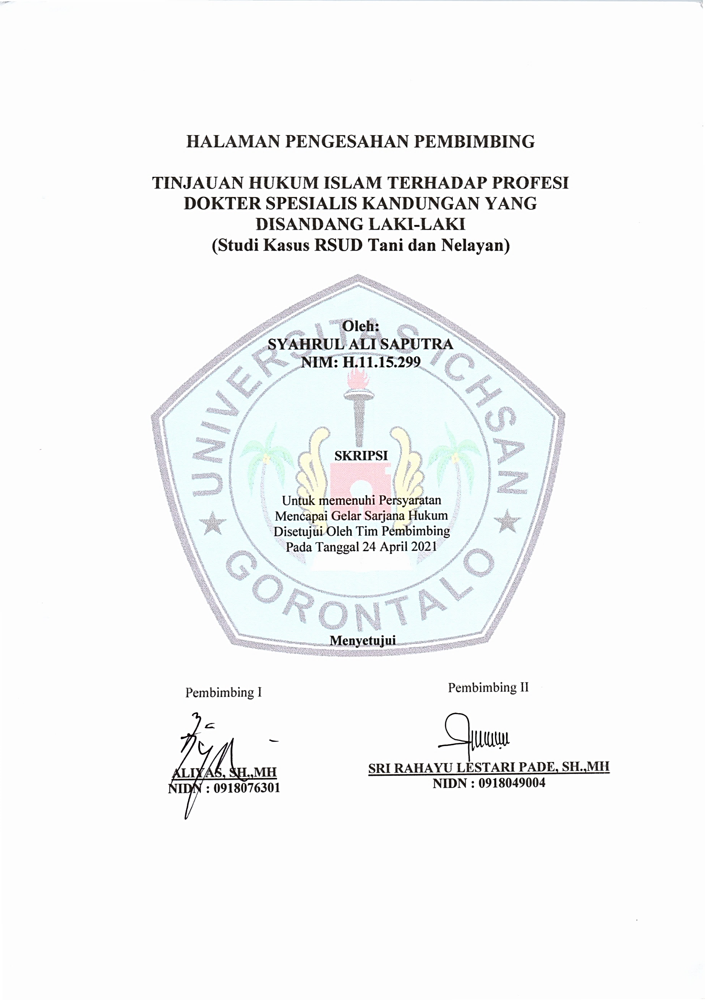 HALAMAN PENGESAHAN PEMBIMBING
TINJAUAN HUKUM ISLAM TERHADAP PROFESI
DOKTER SPESIALIS KANDUNGAN YANG
DISANDANG LAKI-LAKI
(Studi Kasus RSUD Tani dan Nelayan)
UNIVERSITAS ICHSAN
GORONTALO
Oleh:
SYAHRUL ALI SAPUTRA
NIM: H.11.15.299
SKRIPSI
Untuk memenuhi Persyaratan
Mencapai Gelar Sarjana Hukum
Disetujui Oleh Tim Pembimbing
Pada Tanggal 24 April 2021
Menyetujui
Pembimbing I
Pembimbing II
ALIYAS, SH.,MH
NIDN : 0918076301
SRI RAHAYU LESTARI PADE, SH.,MH
NIDN : 0918049004